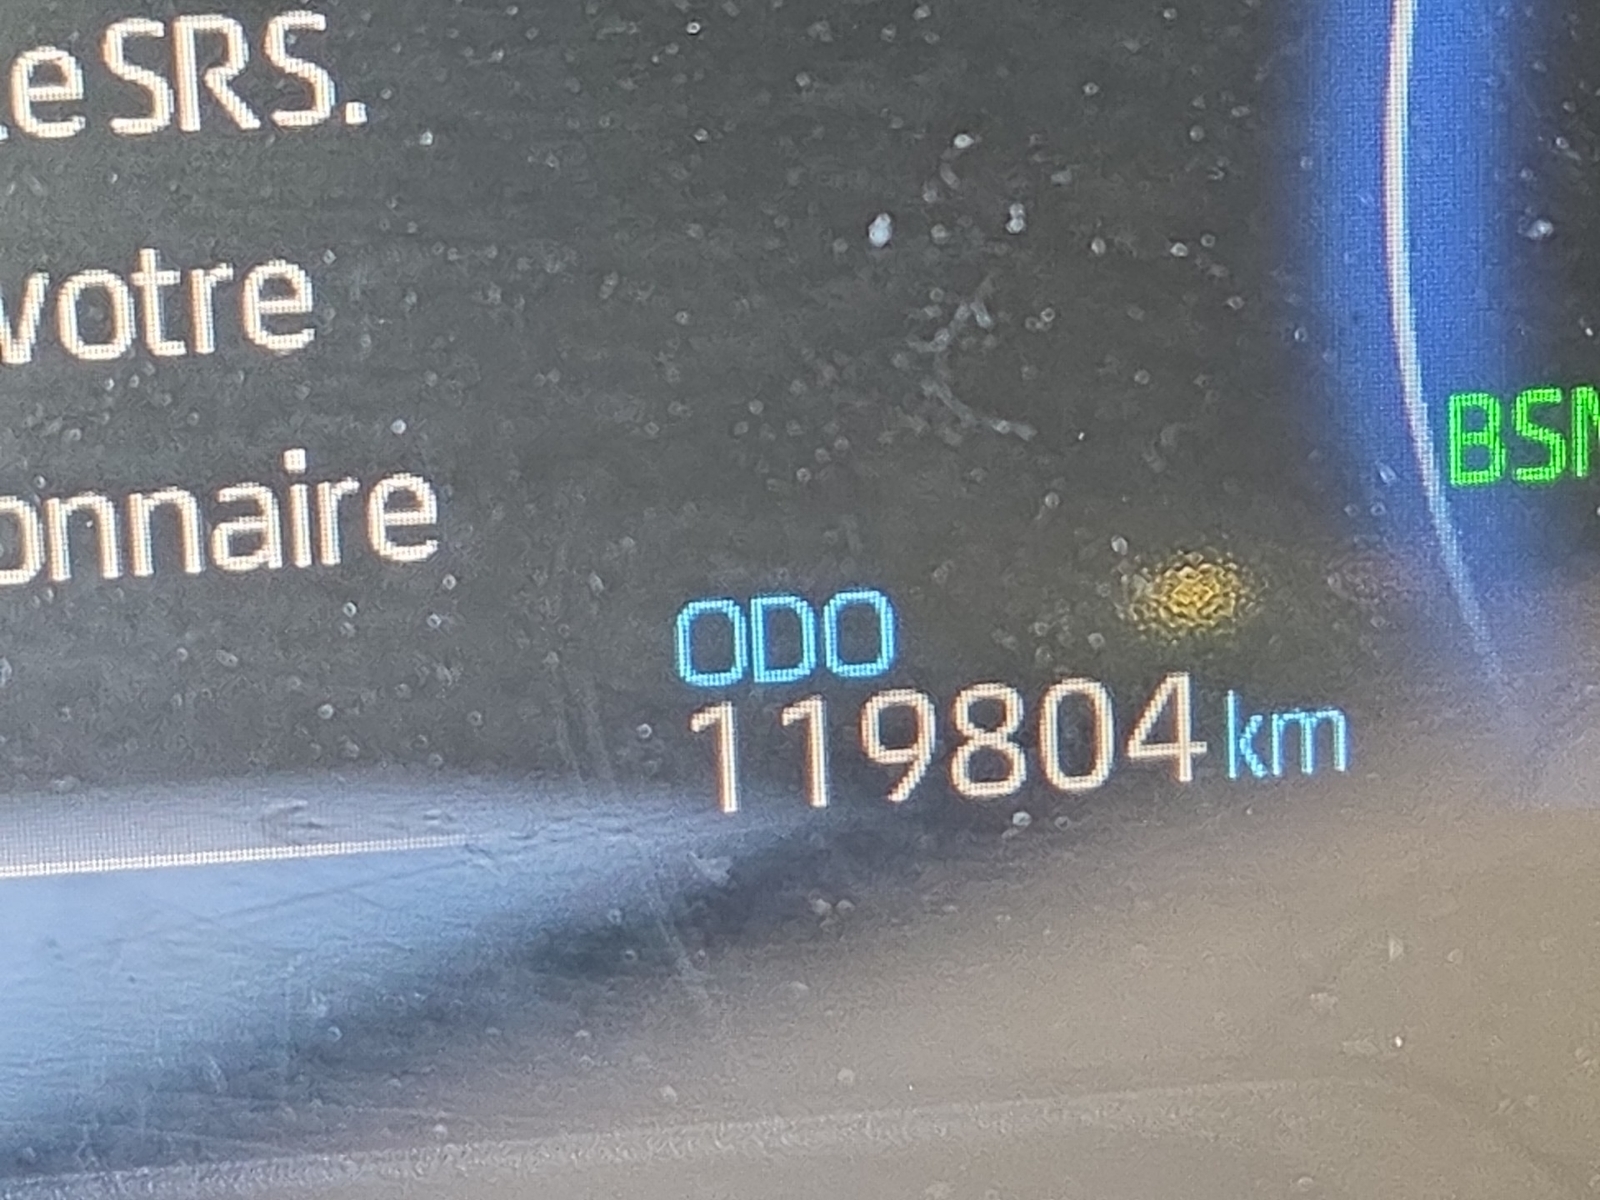 e SRS.
votre
onnaire
BSM
ODO
119804 km